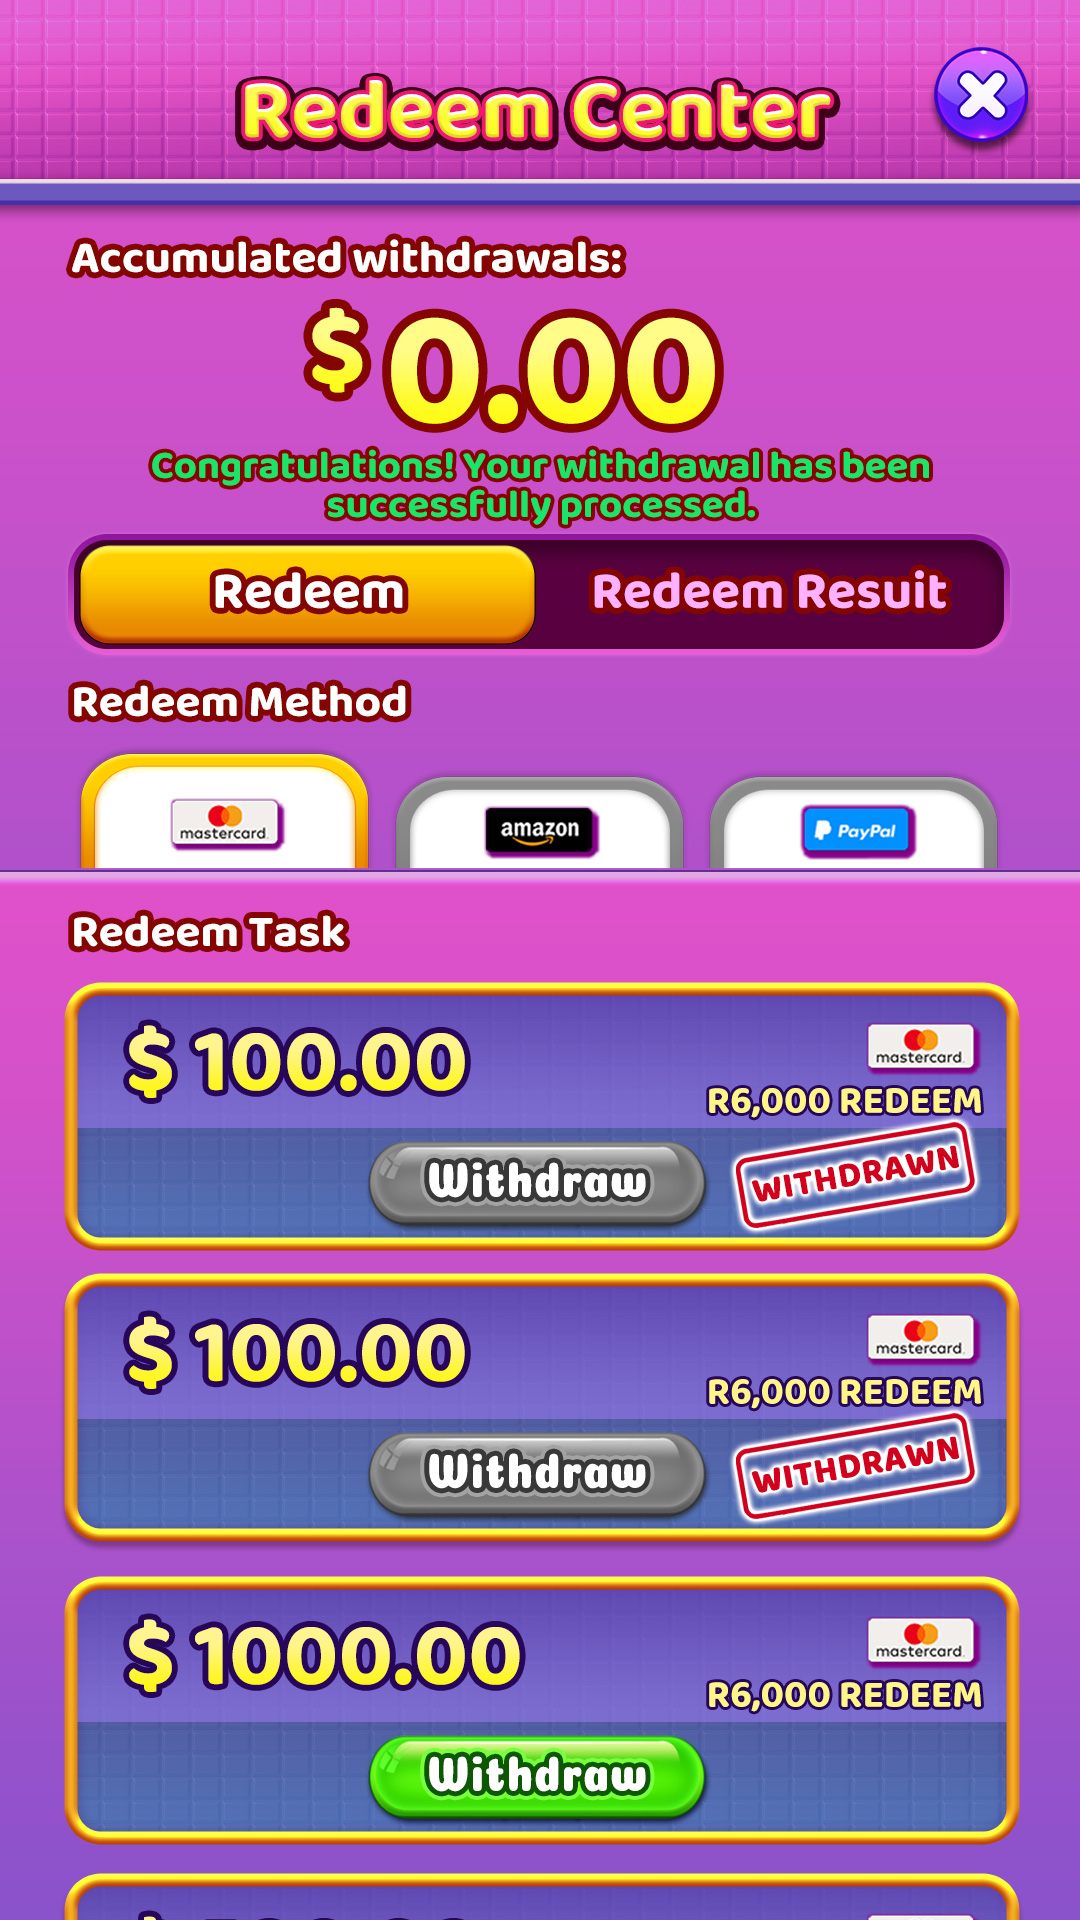 Redeem Center
Accumulated withdrawals:
$ 0.00
Congratulations! Your withdrawal has been
successfully processed.
Redeem
Redeem Resuit
Redeem Method
mastercard
amazon
PayPal
Redeem Task
$ 100.00
mastercard
R6,000 REDEEM
Withdraw
WITHDRAWN
$ 100.00
mastercard
R6,000 REDEEM
Withdraw
WITHDRAWN
$ 1000.00
mastercard
R6,000 REDEEM
Withdraw